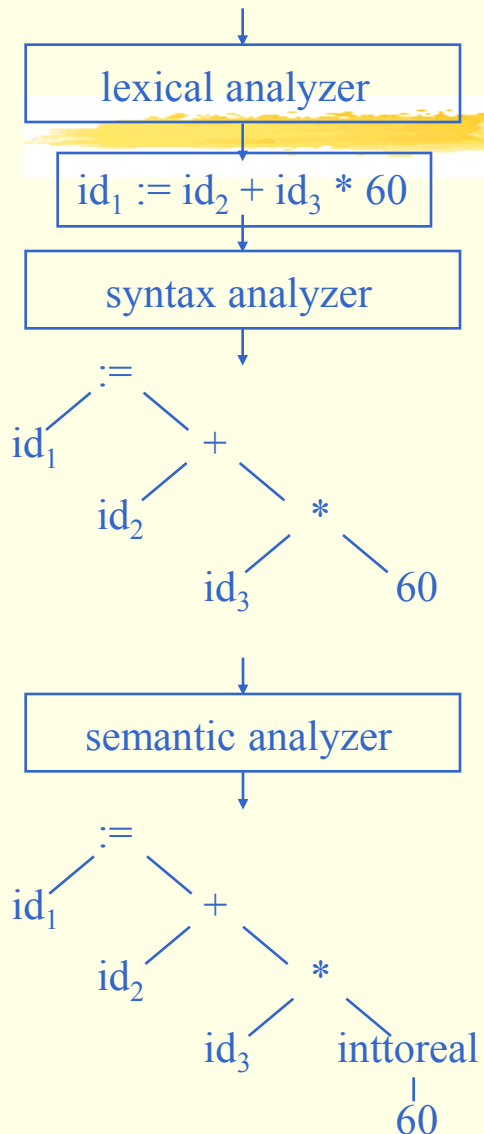 lexical analyzer
id₁ := id₂ + id₃ * 60
syntax analyzer
:=
id₁ +
id₂ *
id₃ 60
semantic analyzer
:=
id₁ +
id₂ *
id₃ inttoreal
60